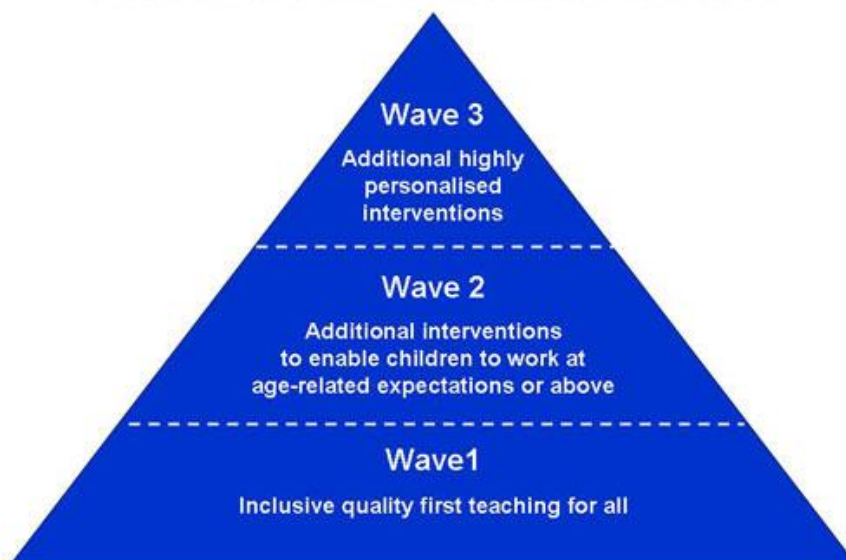 Wave 3
Additional highly
personalised
interventions
Wave 2
Additional interventions
to enable children to work at
age-related expectations or above
Wave1
Inclusive quality first teaching for all